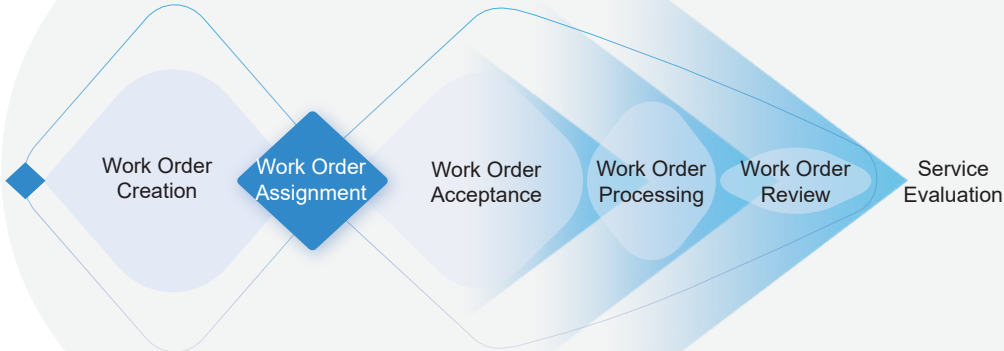 Work Order
Creation
Work Order
Assignment
Work Order
Acceptance
Work Order
Processing
Work Order
Review
Service
Evaluation